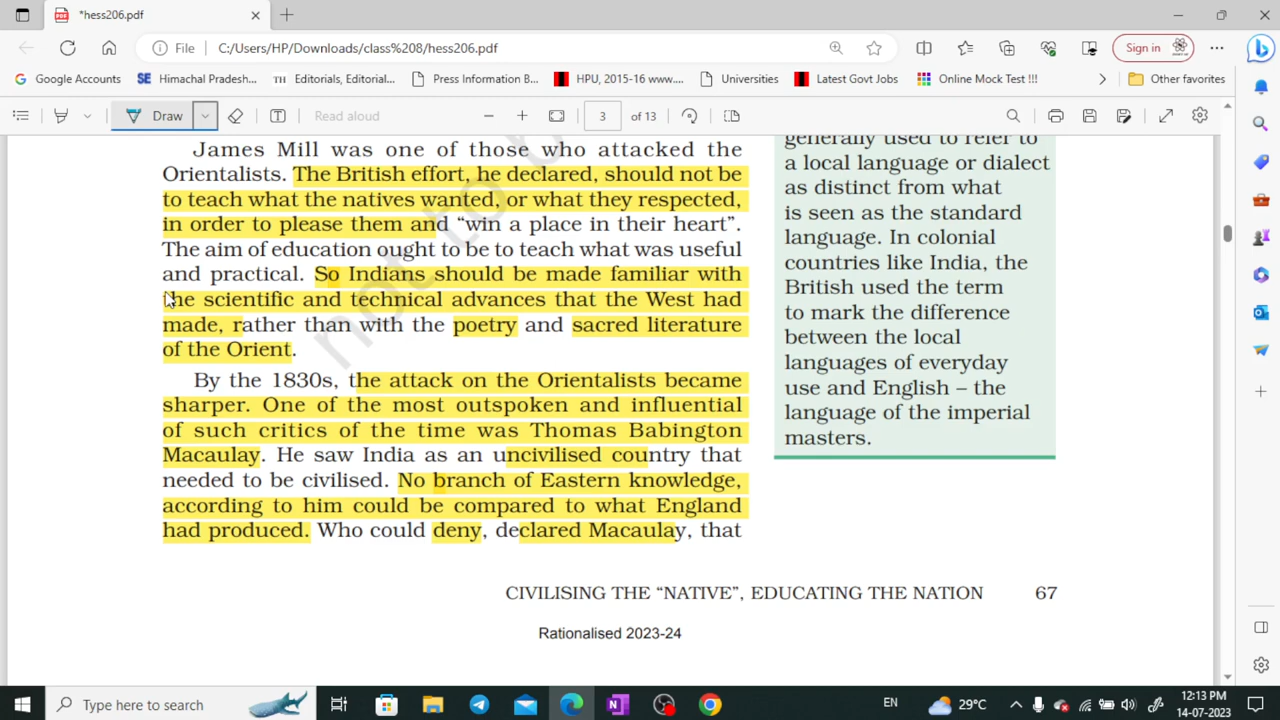 *hess206.pdf
File
C:/Users/HP/Downloads/class%208/hess206.pdf
Sign in
Google Accounts
SE Himachal Pradesh...
TH Editorials, Editorial...
Press Information B...
HPU, 2015-16 www....
Universities
Latest Govt Jobs
Online Mock Test !!!
Other favorites
Draw
Read aloud
3 of 13
James Mill was one of those who attacked the
Orientalists. The British effort, he declared, should not be
to teach what the natives wanted, or what they respected,
in order to please them and “win a place in their heart”.
The aim of education ought to be to teach what was useful
and practical. So Indians should be made familiar with
the scientific and technical advances that the West had
made, rather than with the poetry and sacred literature
of the Orient.
By the 1830s, the attack on the Orientalists became
sharper. One of the most outspoken and influential
of such critics of the time was Thomas Babington
Macaulay. He saw India as an uncivilised country that
needed to be civilised. No branch of Eastern knowledge,
according to him could be compared to what England
had produced. Who could deny, declared Macaulay, that
generally used to refer to
a local language or dialect
as distinct from what
is seen as the standard
language. In colonial
countries like India, the
British used the term
to mark the difference
between the local
languages of everyday
use and English – the
language of the imperial
masters.
not to b
CIVILISING THE “NATIVE”, EDUCATING THE NATION 67
Rationalised 2023-24
Type here to search
EN
29°C
12:13 PM
14-07-2023